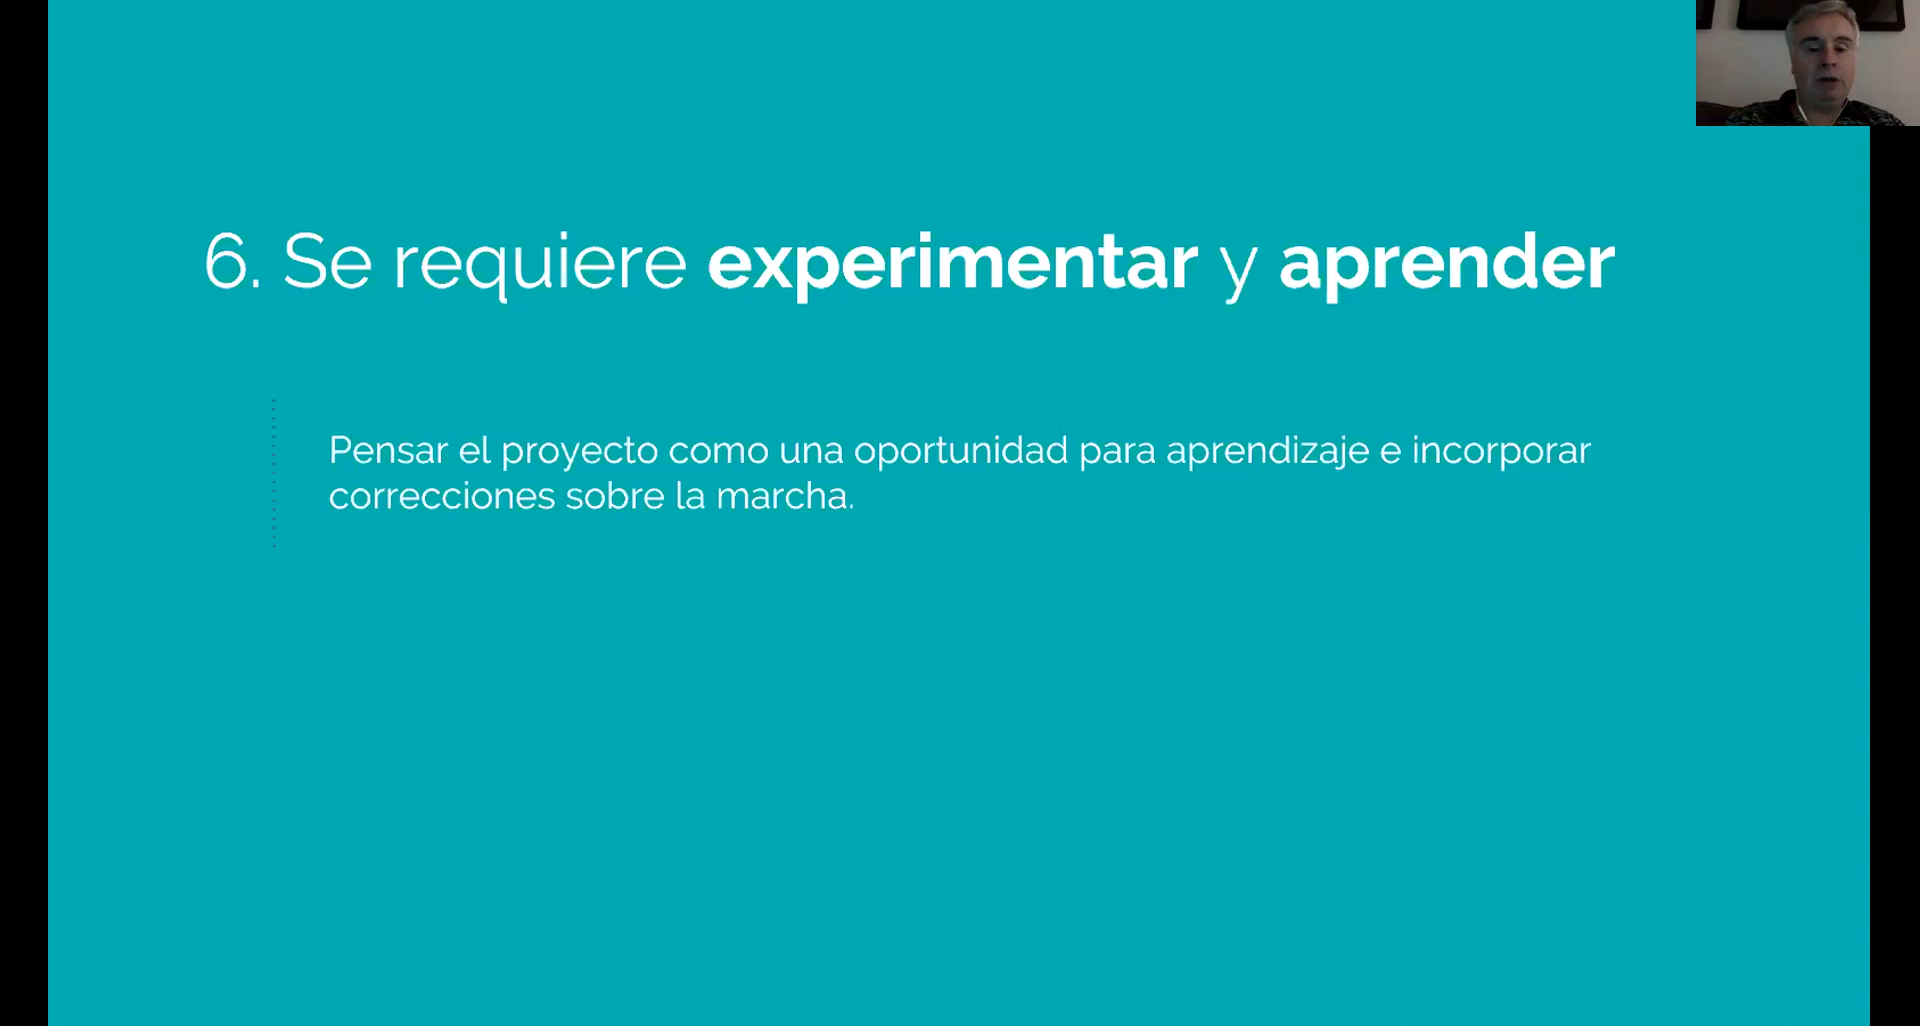 6. Se requiere experimentar y aprender
Pensar el proyecto como una oportunidad para aprendizaje e incorporar
correcciones sobre la marcha.